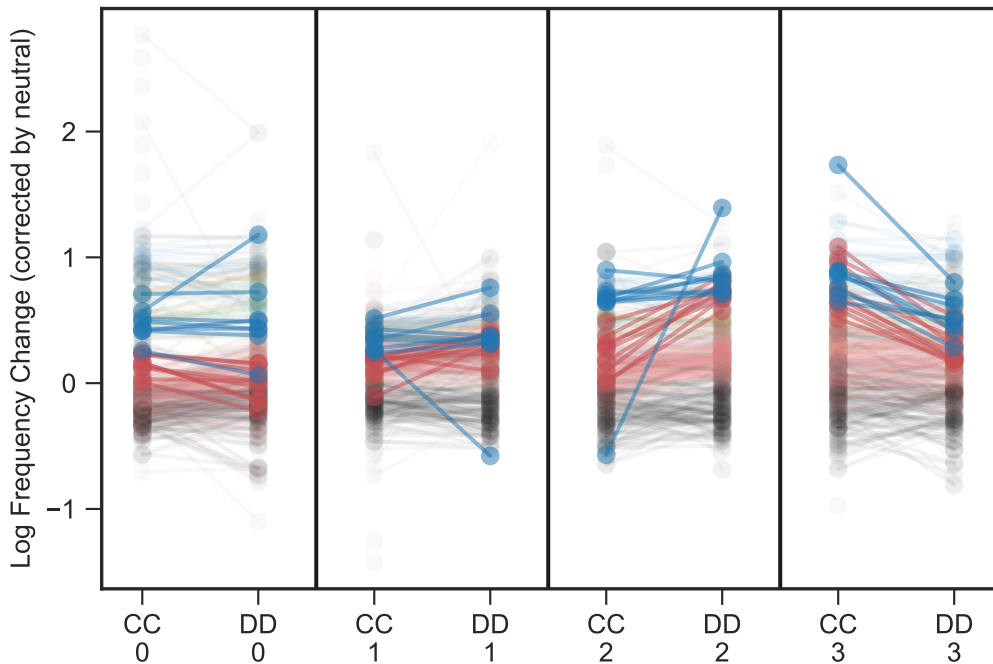 Log Frequency Change (corrected by neutral)
2
1
0
−1
CC DD CC DD CC DD CC DD
0 0 1 1 2 2 3 3